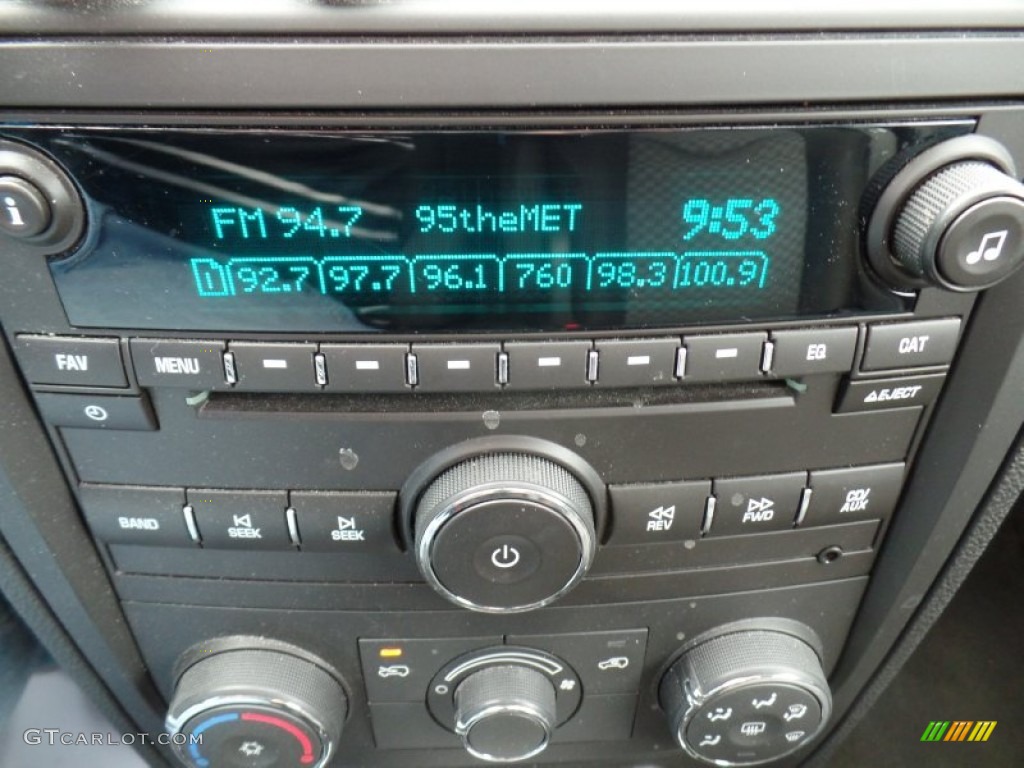 FM 94.7 95theMET 9:53
1 92.7 97.7 96.1 760 98.3 100.9
FAV MENU EQ CAT
EJECT
BAND SEEK SEEK REV FWD CD/AUX
GTCARLOT.COM